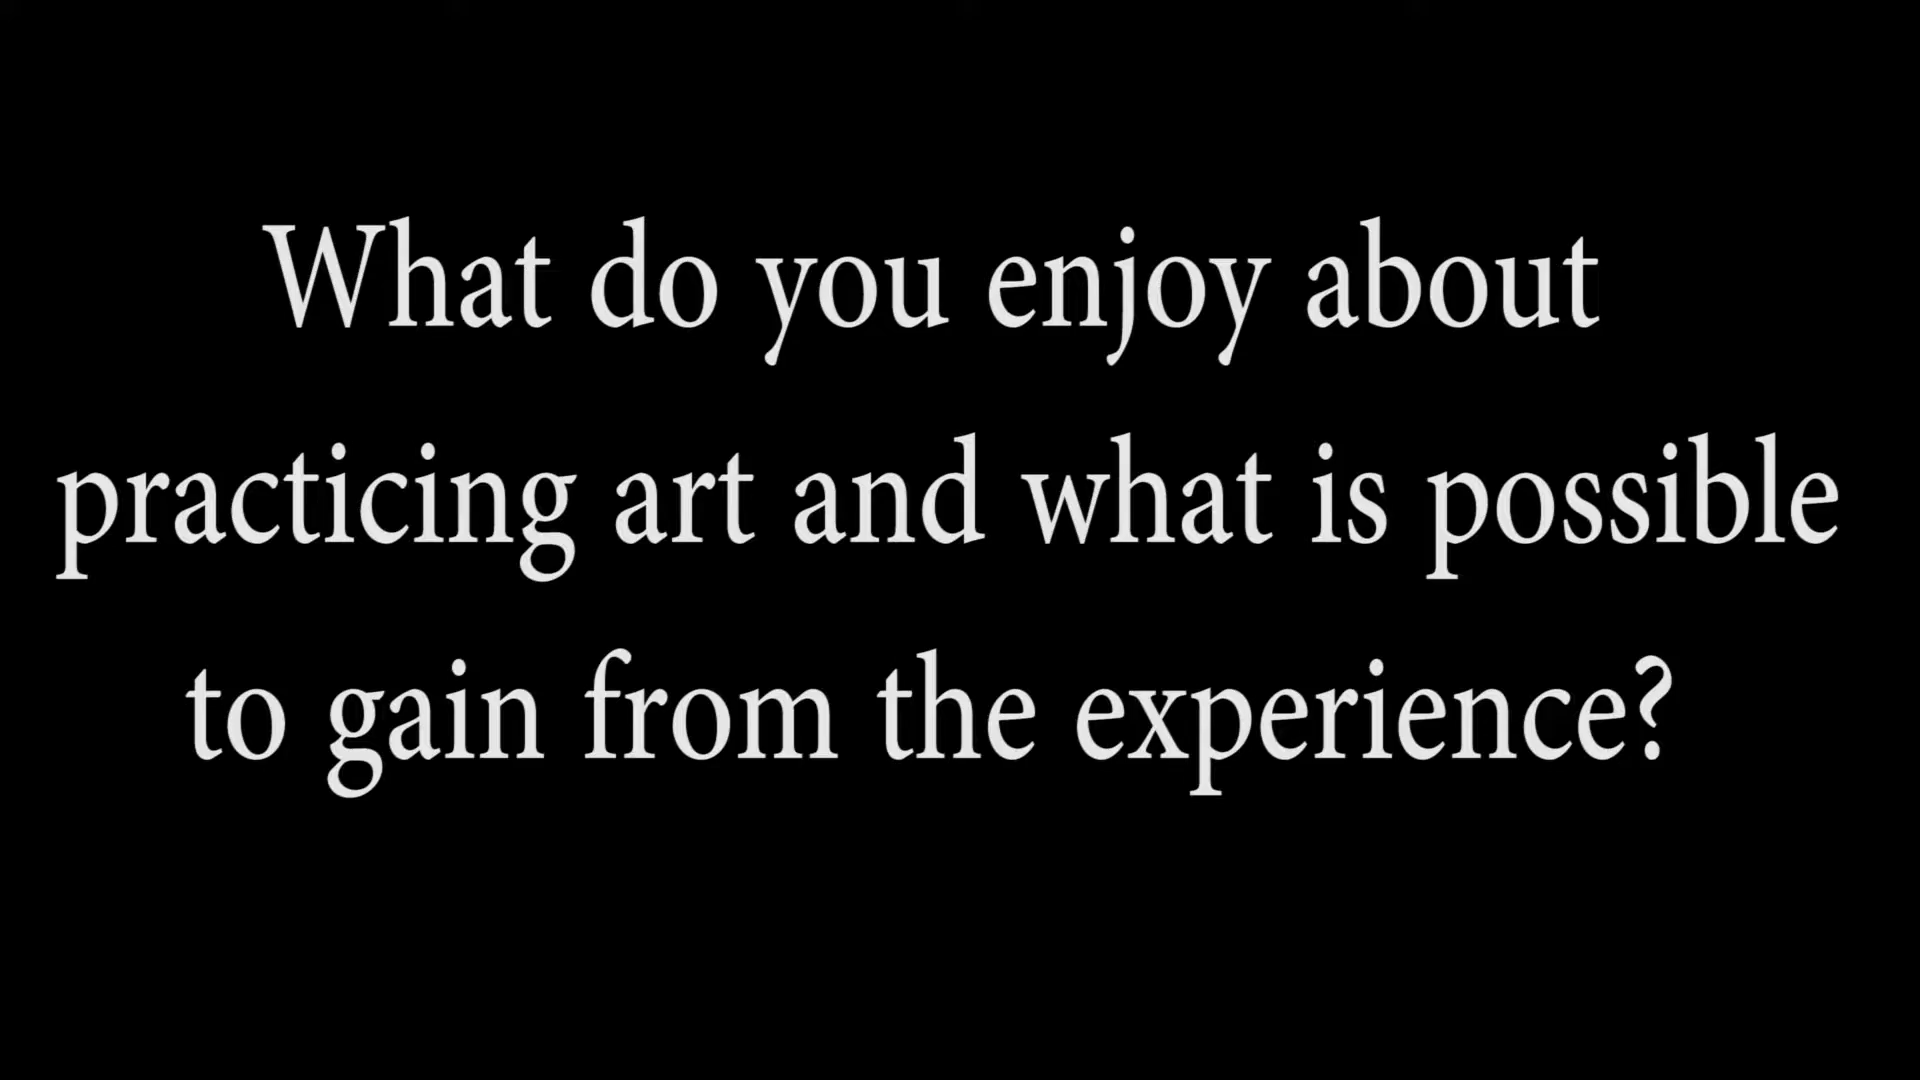 What do you enjoy about
practicing art and what is possible
to gain from the experience?